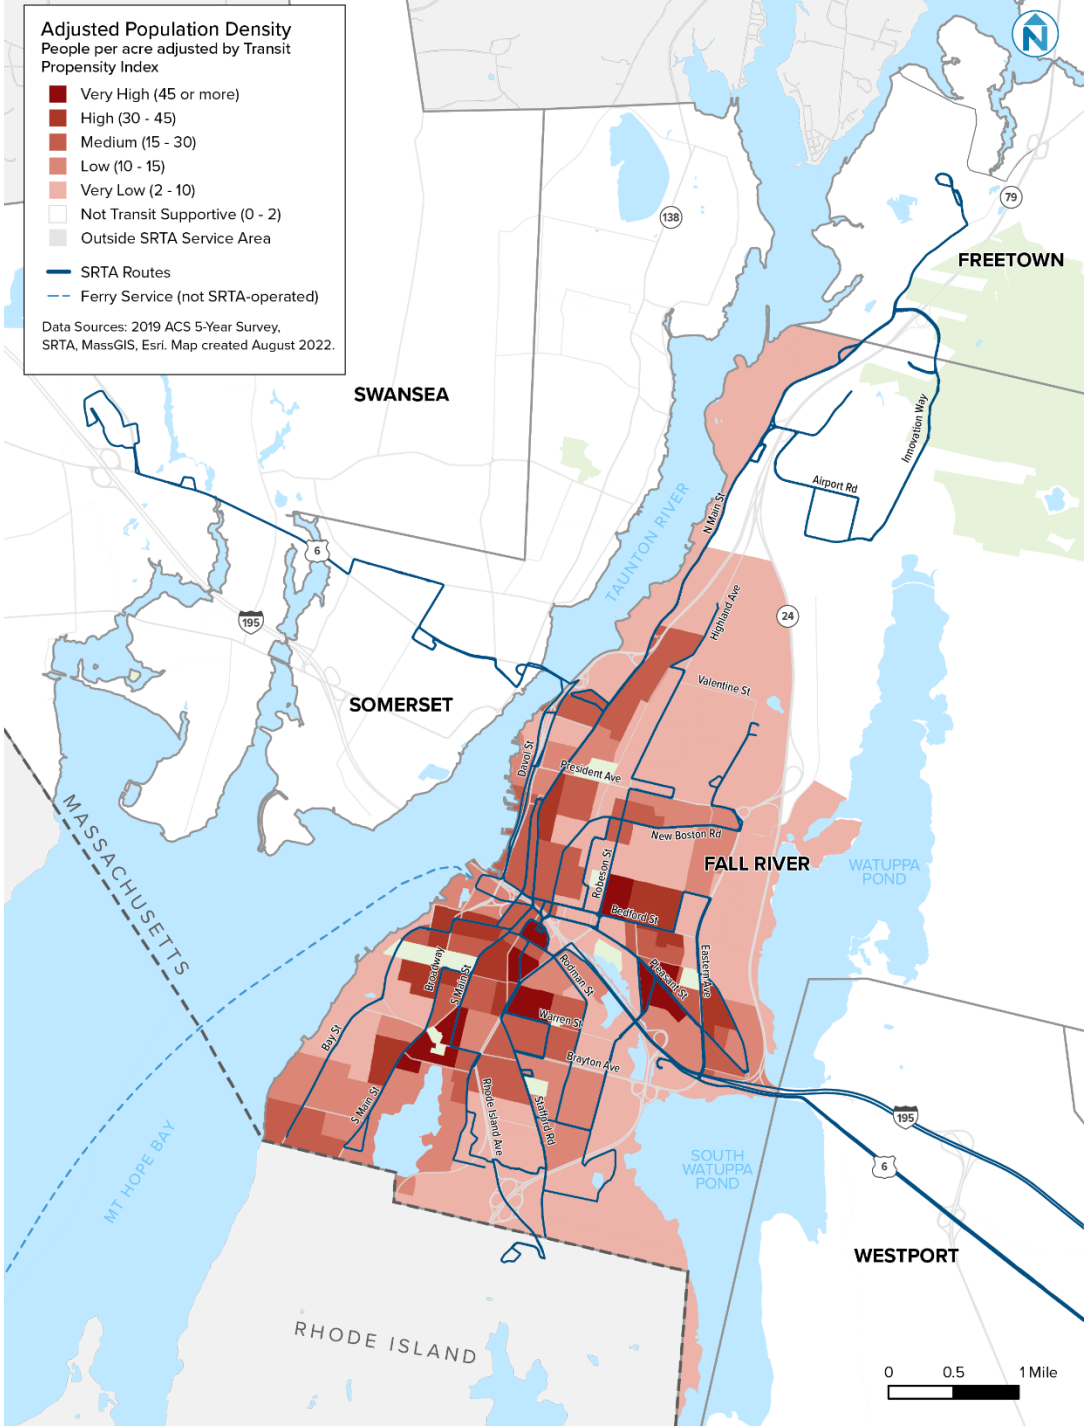 Adjusted Population Density
People per acre adjusted by Transit
Propensity Index
Very High (45 or more)
High (30 - 45)
Medium (15 - 30)
Low (10 - 15)
Very Low (2 - 10)
Not Transit Supportive (0 - 2)
Outside SRTA Service Area
SRTA Routes
Ferry Service (not SRTA-operated)
Data Sources: 2019 ACS 5-Year Survey,
SRTA, MassGIS, Esri. Map created August 2022.
N
79
138
FREETOWN
SWANSEA
Innovation Way
Airport Rd
N Main St
TAUNTON RIVER
6
195
24
Highland Ave
Valentine St
SOMERSET
Davol St
President Ave
New Boston Rd
Robeson St
FALL RIVER
WATUPPA
POND
MASSACHUSETTS
Bedford St
Eastern Ave
Pleasant St
Rodman St
Broadway
S Main St
Warren St
Bay St
Brayton Ave
S Main St
Rhode Island Ave
Stafford Rd
195
6
MT HOPE BAY
SOUTH
WATUPPA
POND
WESTPORT
RHODE ISLAND
0 0.5 1 Mile